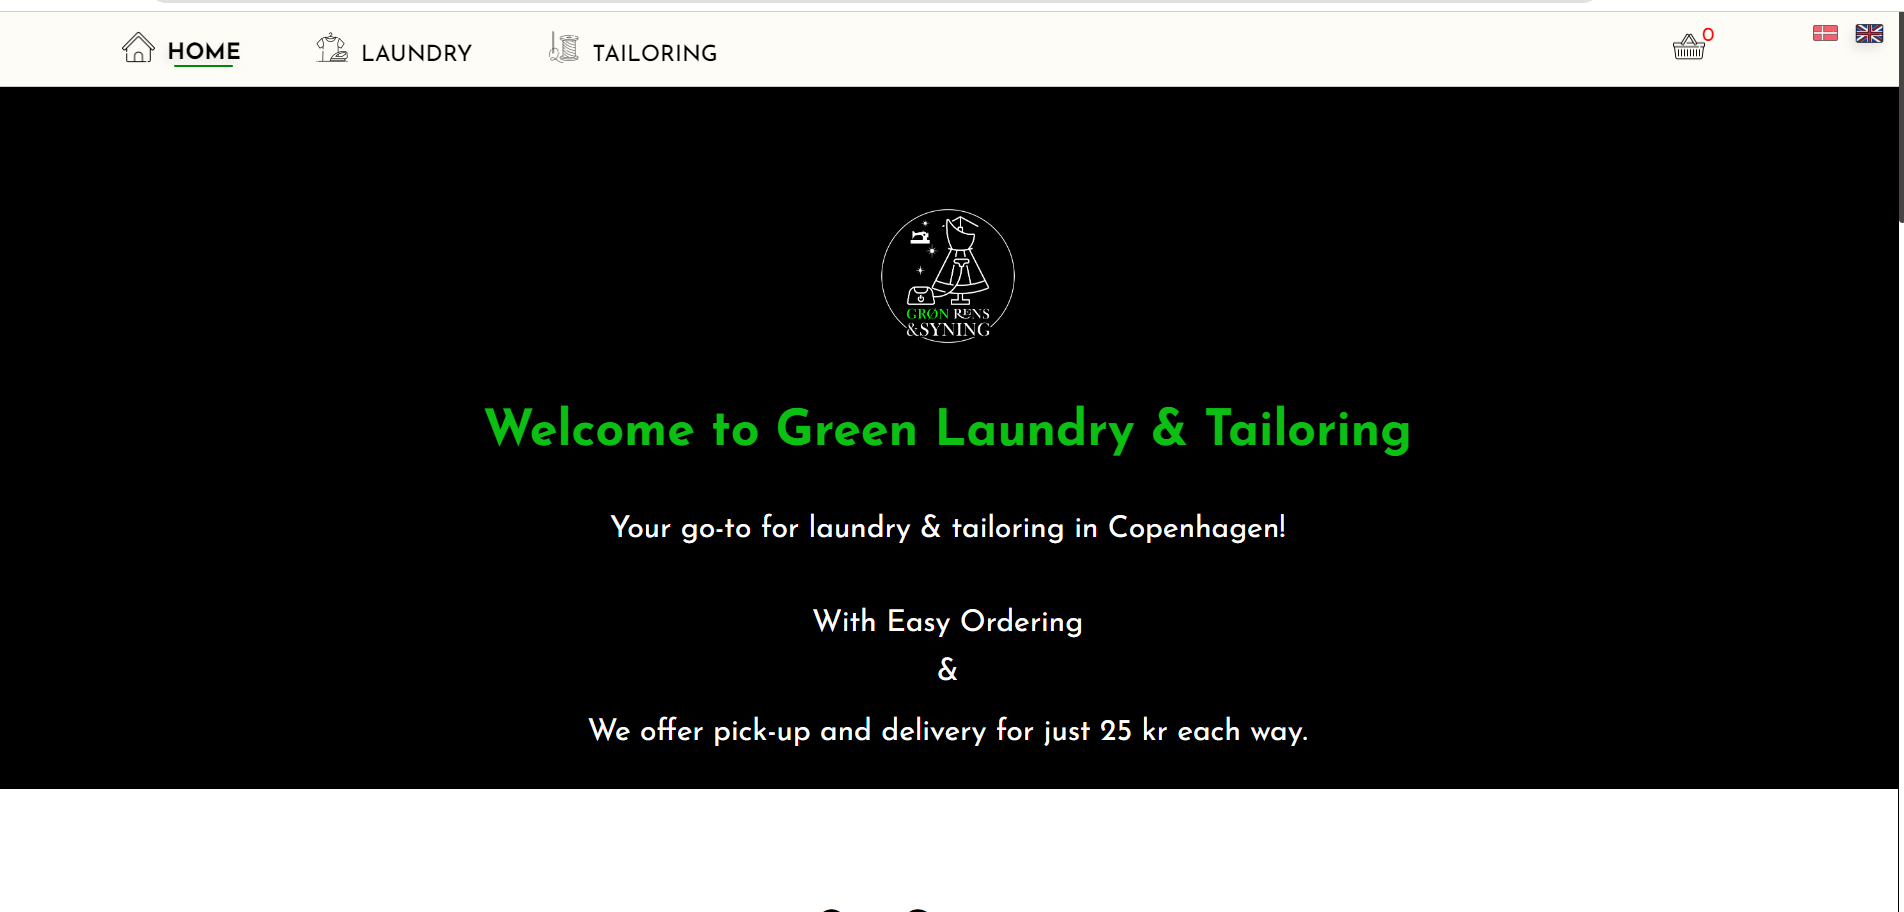 HOME
LAUNDRY
TAILORING
0
GRØN RENS
&SYNING
Welcome to Green Laundry & Tailoring
Your go-to for laundry & tailoring in Copenhagen!
With Easy Ordering
&
We offer pick-up and delivery for just 25 kr each way.